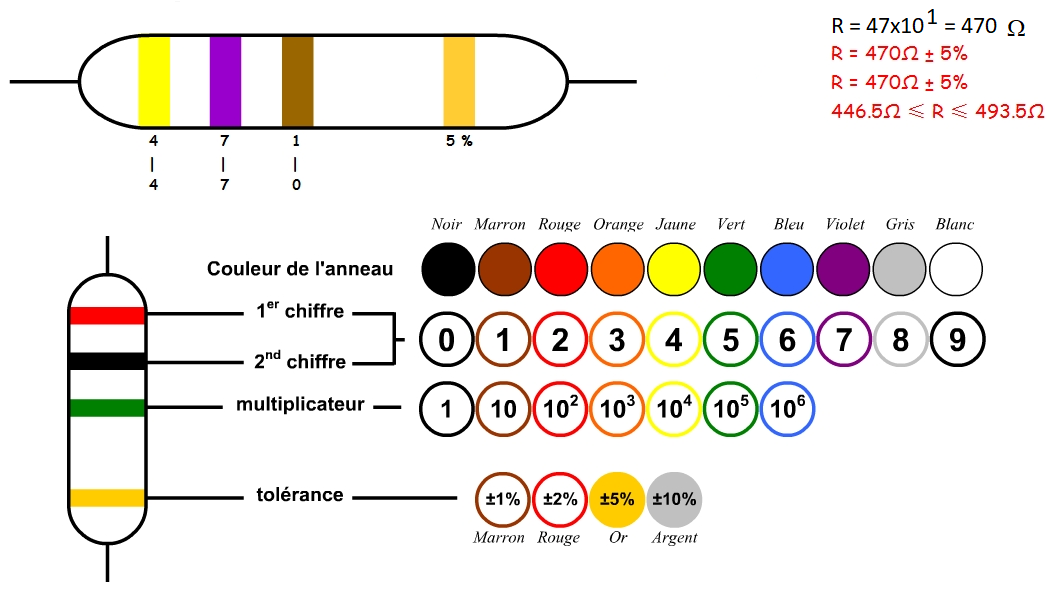 R = 47x10¹ = 470 Ω
R = 470Ω ± 5%
R = 470Ω ± 5%
446.5Ω ⩽ R ⩽ 493.5Ω
4 7 1 5 %
| | |
4 7 0
Noir Marron Rouge Orange Jaune Vert Bleu Violet Gris Blanc
Couleur de l'anneau
1er chiffre
0 1 2 3 4 5 6 7 8 9
2nd chiffre
multiplicateur 1 10 10² 10³ 10⁴ 10⁵ 10⁶
tolérance ±1% ±2% ±5% ±10%
Marron Rouge Or Argent